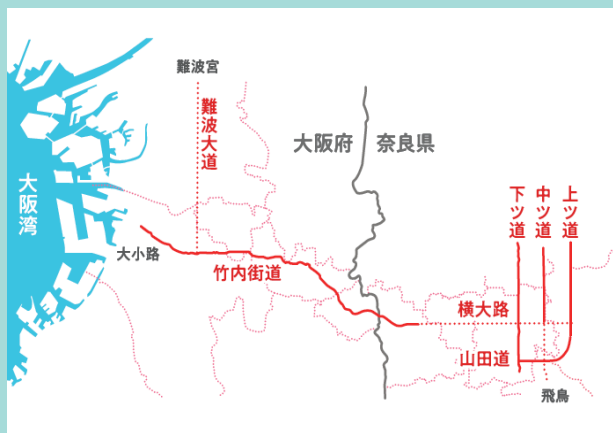 難波宮
難波大道
大阪府
奈良県
大阪湾
大小路
竹内街道
下ツ道
中ツ道
上ツ道
横大路
山田道
飛鳥